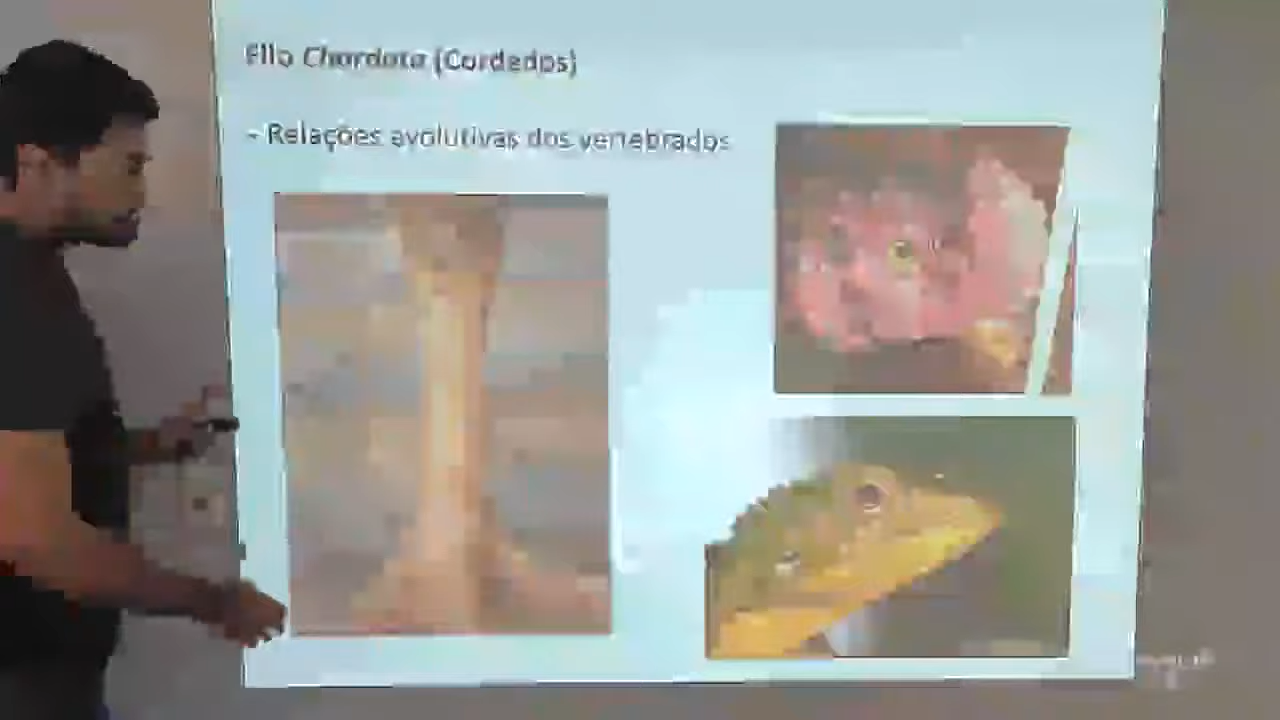 Filo Chordata (Cordados)
- Relações evolutivas dos vertebrados